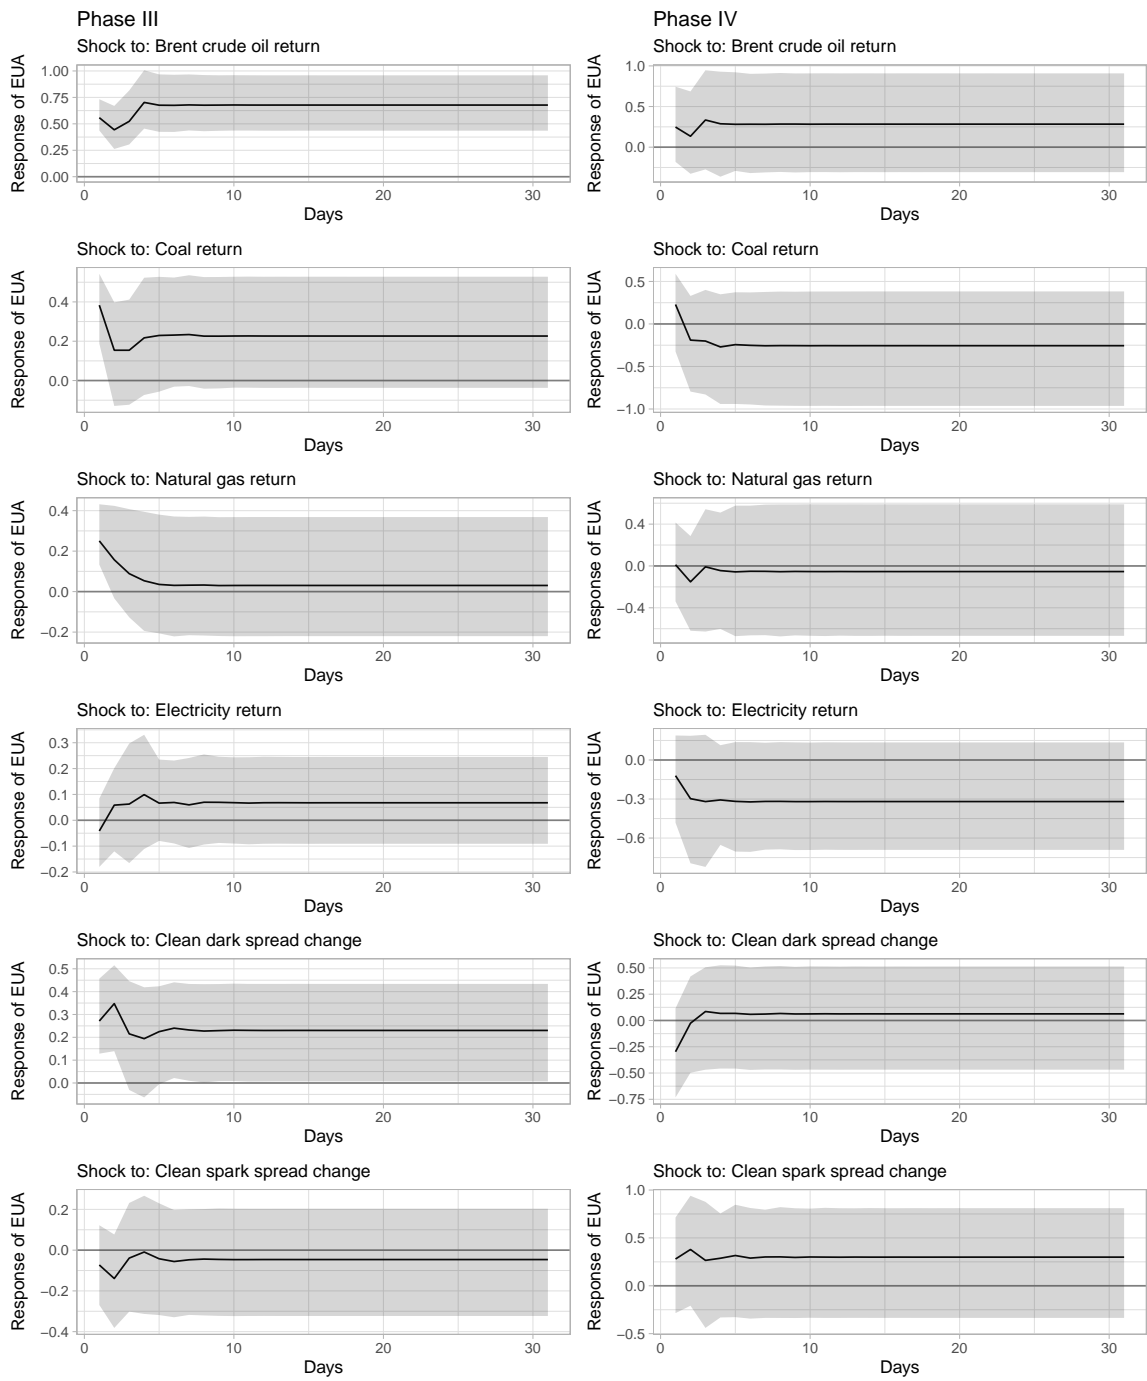 Phase III
Shock to: Brent crude oil return
Response of EUA
1.00
0.75
0.50
0.25
0.00
0 10 20 30
Days
Phase IV
Shock to: Brent crude oil return
Response of EUA
1.0
0.5
0.0
0 10 20 30
Days
Shock to: Coal return
Response of EUA
0.4
0.2
0.0
0 10 20 30
Days
Shock to: Coal return
Response of EUA
0.5
0.0
−0.5
−1.0
0 10 20 30
Days
Shock to: Natural gas return
Response of EUA
0.4
0.2
0.0
−0.2
0 10 20 30
Days
Shock to: Natural gas return
Response of EUA
0.4
0.0
−0.4
0 10 20 30
Days
Shock to: Electricity return
Response of EUA
0.3
0.2
0.1
0.0
−0.1
−0.2
0 10 20 30
Days
Shock to: Electricity return
Response of EUA
0.0
−0.3
−0.6
0 10 20 30
Days
Shock to: Clean dark spread change
Response of EUA
0.5
0.4
0.3
0.2
0.1
0.0
0 10 20 30
Days
Shock to: Clean dark spread change
Response of EUA
0.50
0.25
0.00
−0.25
−0.50
−0.75
0 10 20 30
Days
Shock to: Clean spark spread change
Response of EUA
0.2
0.0
−0.2
−0.4
0 10 20 30
Days
Shock to: Clean spark spread change
Response of EUA
1.0
0.5
0.0
−0.5
0 10 20 30
Days